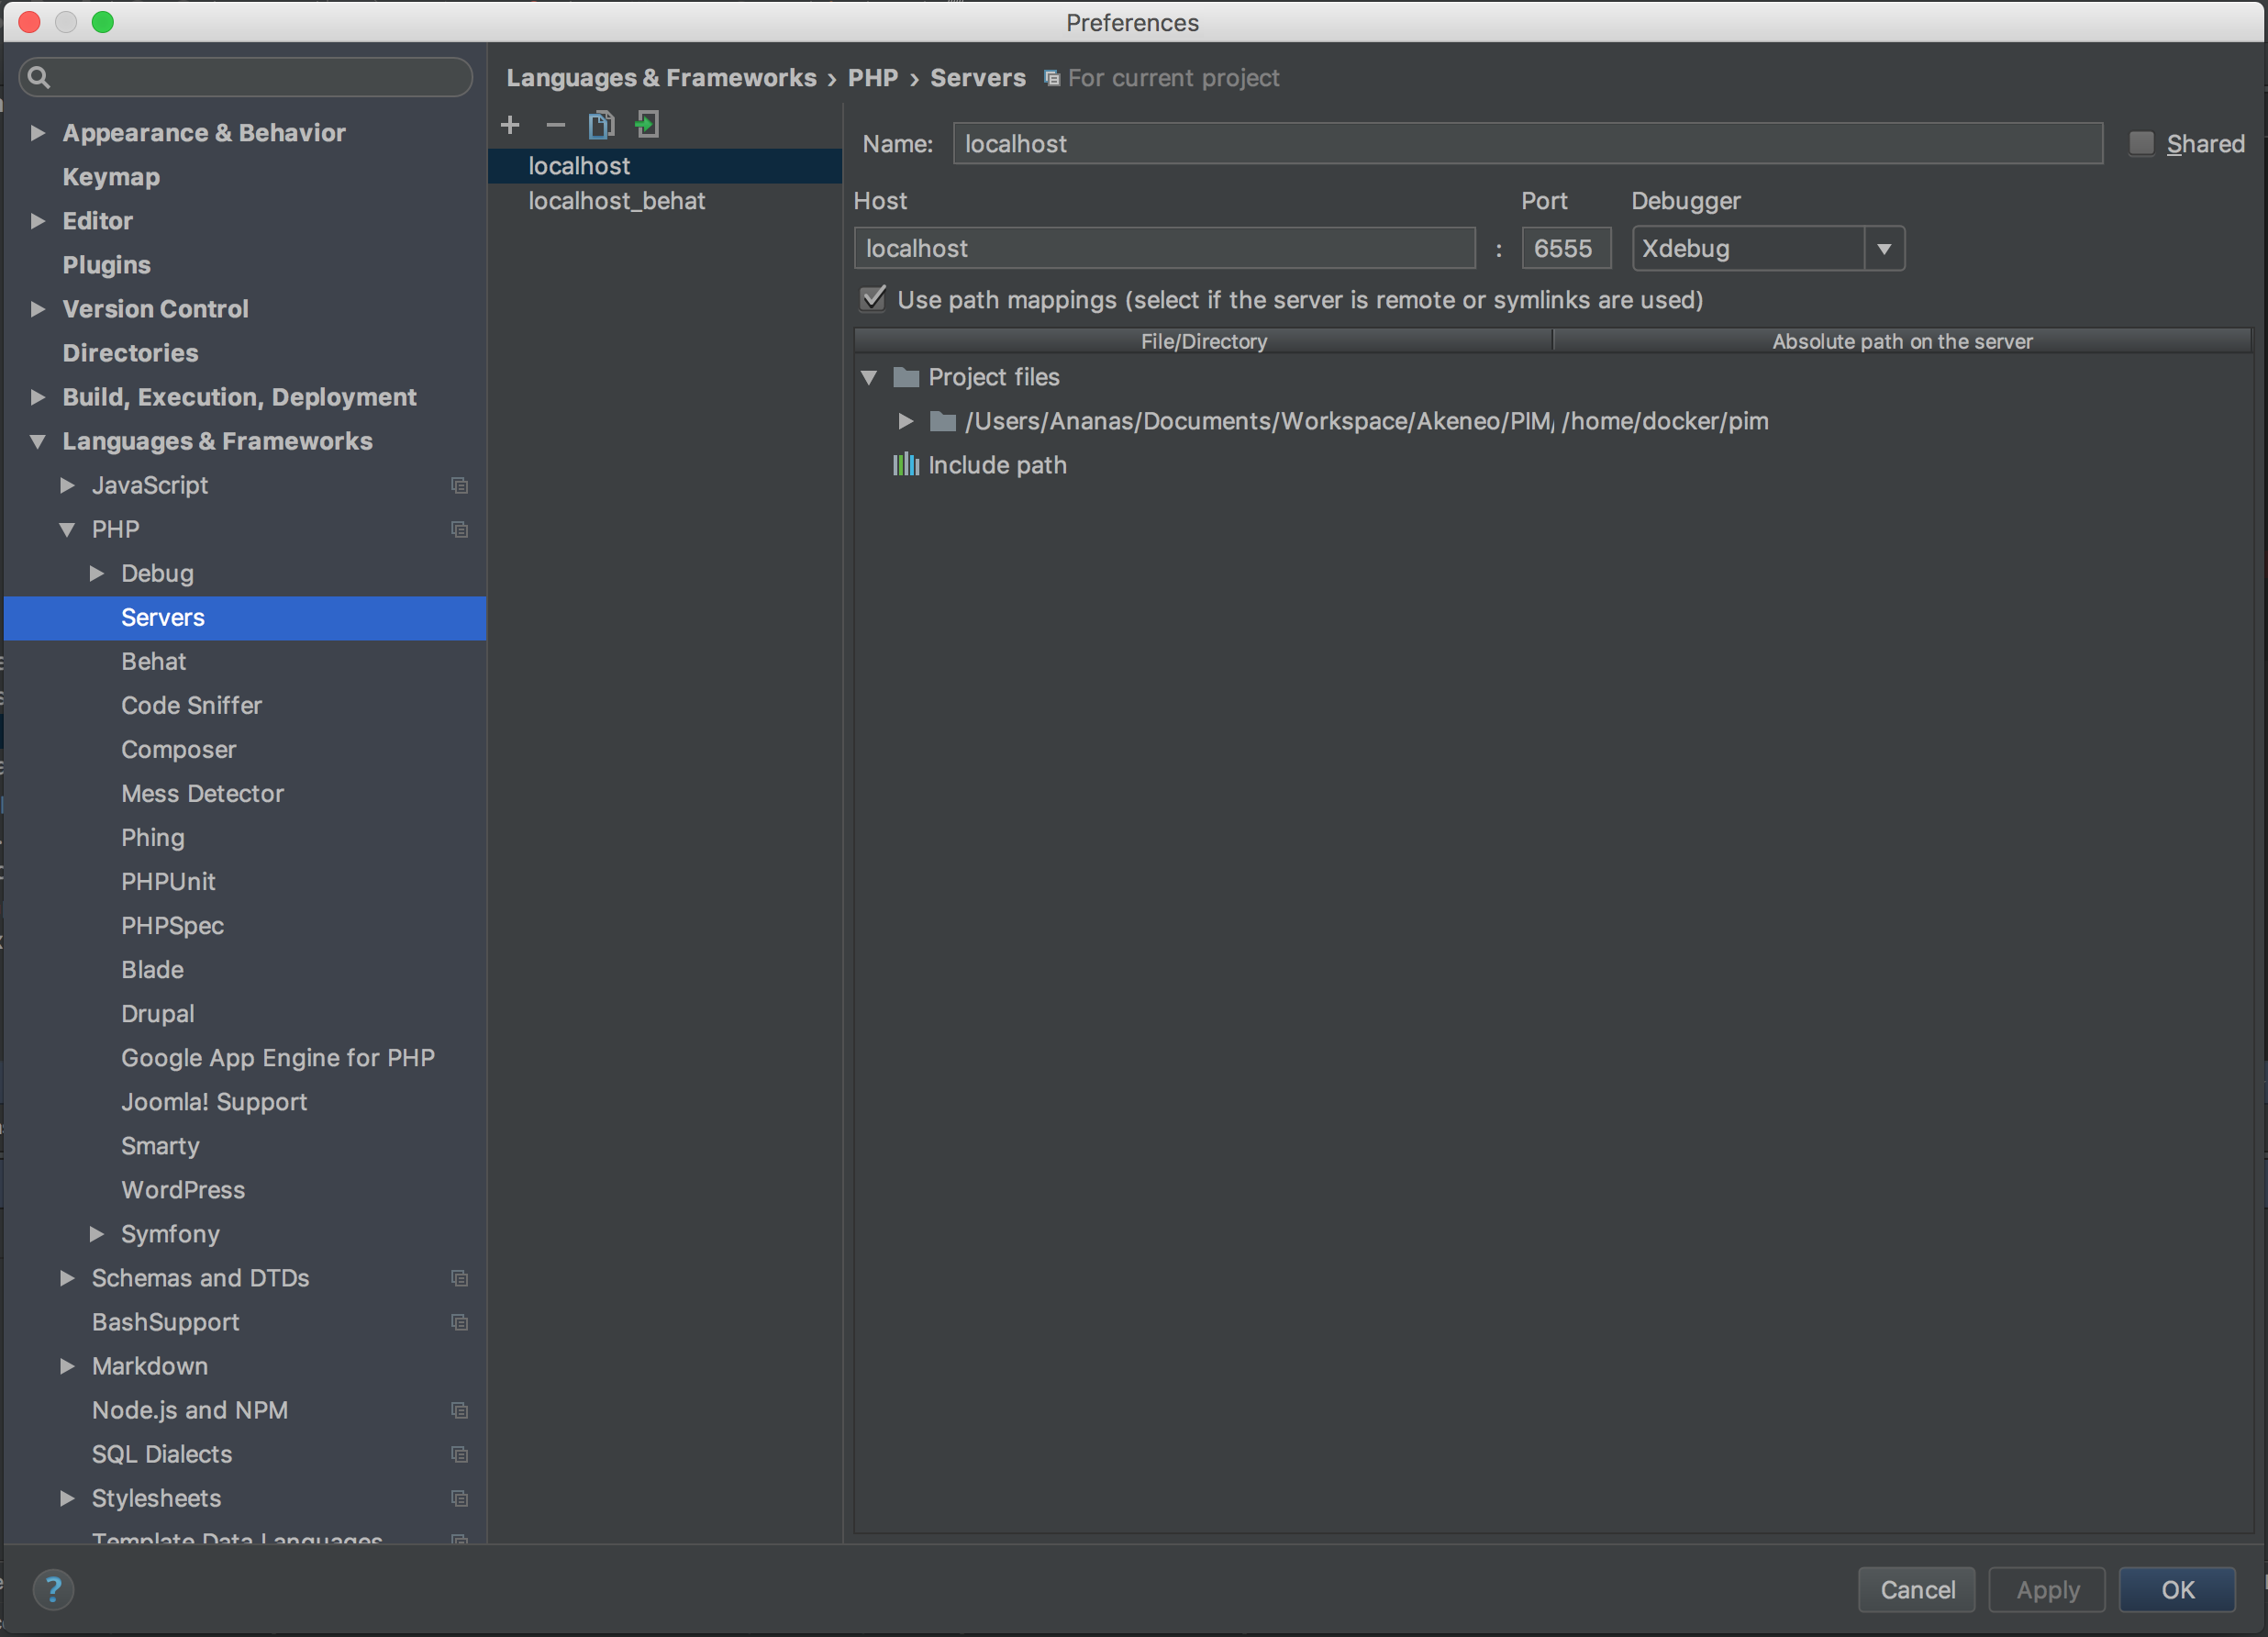 Preferences
Languages & Frameworks › PHP › Servers For current project
Appearance & Behavior
Keymap
Editor
Plugins
Version Control
Directories
Build, Execution, Deployment
Languages & Frameworks
JavaScript
PHP
Debug
Servers
Behat
Code Sniffer
Composer
Mess Detector
Phing
PHPUnit
PHPSpec
Blade
Drupal
Google App Engine for PHP
Joomla! Support
Smarty
WordPress
Symfony
Schemas and DTDs
BashSupport
Markdown
Node.js and NPM
SQL Dialects
Stylesheets
Template Data Languages
localhost
localhost_behat
Name: localhost Shared
Host Port Debugger
localhost : 6555 Xdebug
Use path mappings (select if the server is remote or symlinks are used)
File/Directory Absolute path on the server
Project files
/Users/Ananas/Documents/Workspace/Akeneo/PIM/ /home/docker/pim
Include path
? Cancel Apply OK